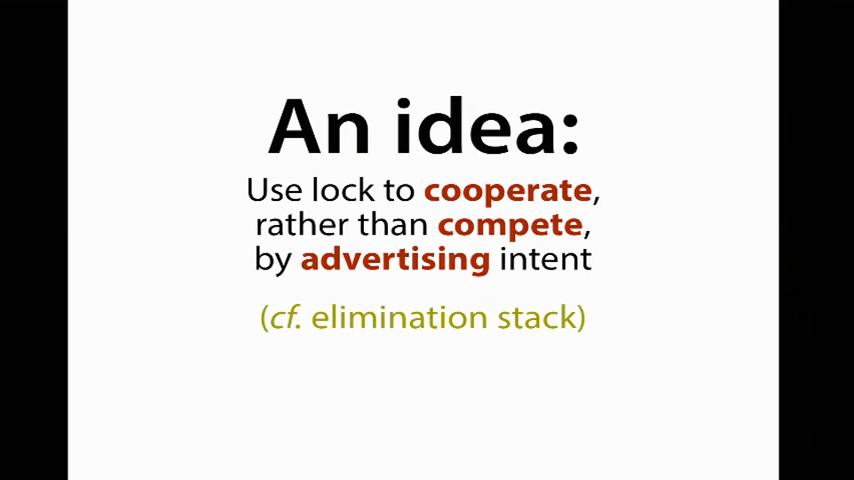 An idea:
Use lock to cooperate,
rather than compete,
by advertising intent
(cf. elimination stack)